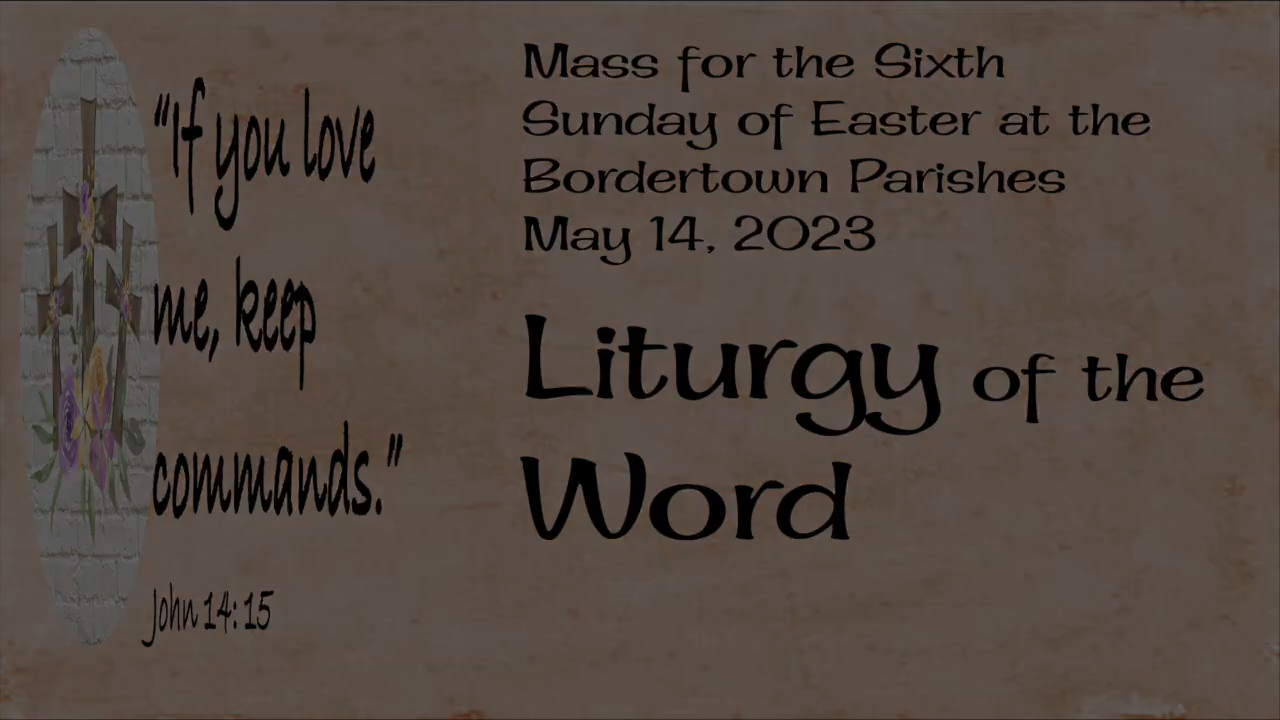 "If you love
me, keep
commands."
John 14:15
Mass for the Sixth
Sunday of Easter at the
Bordertown Parishes
May 14, 2023
Liturgy of the
Word